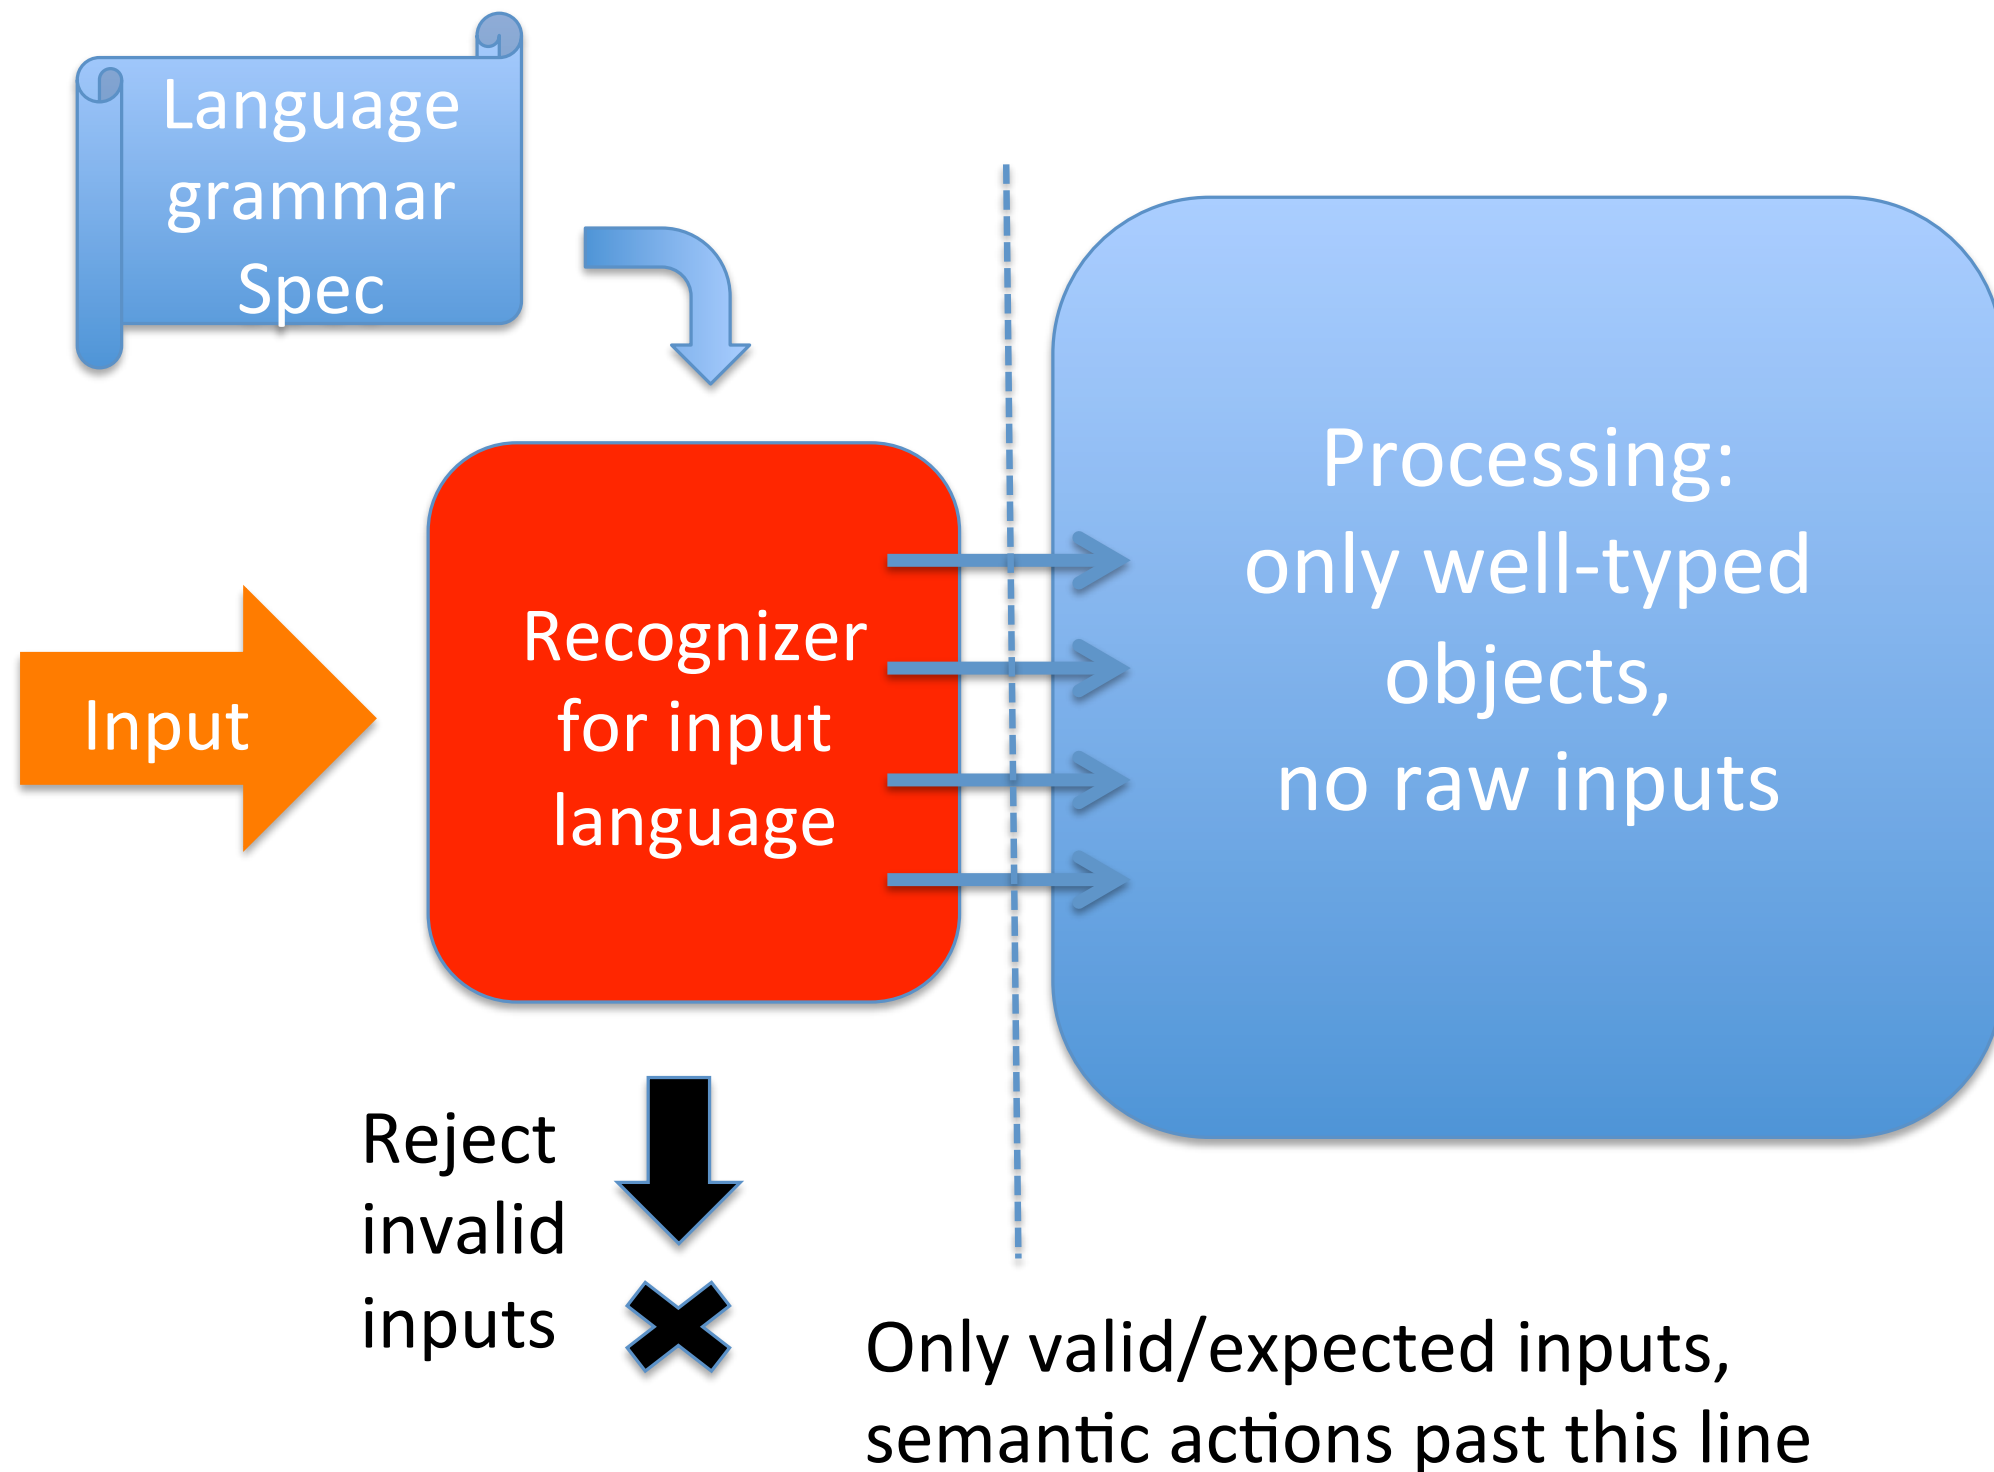 Language
grammar
Spec
Input
Recognizer
for input
language
Processing:
only well-typed
objects,
no raw inputs
Reject
invalid
inputs
Only valid/expected inputs,
semantic actions past this line